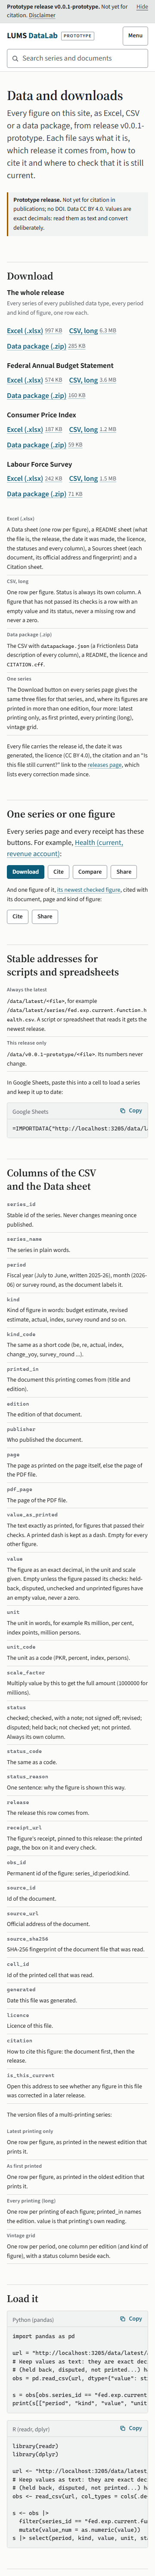 Prototype release v0.0.1-prototype. Not yet for
citation. Disclaimer
Hide
LUMS DataLab PROTOTYPE
Menu
Search series and documents
Data and downloads
Every figure on this site, as Excel, CSV
or a data package, from release v0.0.1-
prototype. Each file says what it is,
which release it comes from, how to
cite it and where to check that it is still
current.
Prototype release. Not yet for citation in
publications; no DOI. Data CC BY 4.0. Values are
exact decimals: read them as text and convert
deliberately.
Download
The whole release
Every series of every published data type, every period
and kind of figure, one row each.
Excel (.xlsx) 997 KB CSV, long 6.3 MB
Data package (.zip) 285 KB
Federal Annual Budget Statement
Excel (.xlsx) 574 KB CSV, long 3.6 MB
Data package (.zip) 160 KB
Consumer Price Index
Excel (.xlsx) 187 KB CSV, long 1.2 MB
Data package (.zip) 59 KB
Labour Force Survey
Excel (.xlsx) 242 KB CSV, long 1.5 MB
Data package (.zip) 71 KB
Excel (.xlsx)
A Data sheet (one row per figure), a README sheet (what
the file is, the release, the date it was made, the licence,
the statuses and every column), a Sources sheet (each
document, its official address and fingerprint) and a
Citation sheet.
CSV, long
One row per figure. Status is always its own column. A
figure that has not passed its checks is a row with an
empty value and its status, never a missing row and
never a zero.
Data package (.zip)
The CSV with datapackage.json (a Frictionless Data
description of every column), a README, the licence and
CITATION.cff.
One series
The Download button on every series page gives the
same three files for that series, and, where its figures are
printed in more than one edition, four more: latest
printing only, as first printed, every printing (long),
vintage grid.
Every file carries the release id, the date it was
generated, the licence (CC BY 4.0), the citation and an "Is
this file still current?" link to the releases page, which
lists every correction made since.
One series or one figure
Every series page and every receipt has these
buttons. For example, Health (current,
revenue account):
Download Cite Compare Share
And one figure of it, its newest checked figure, cited with
its document, page and kind of figure:
Cite Share
Stable addresses for
scripts and spreadsheets
Always the latest
/data/latest/<file>, for example
/data/latest/series/fed.exp.current.function.h
ealth.csv. A script or spreadsheet that reads it gets the
newest release.
This release only
/data/v0.0.1-prototype/<file>. Its numbers never
change.
In Google Sheets, paste this into a cell to load a series
and keep it up to date:
Google Sheets Copy
=IMPORTDATA("http://localhost:3205/data/la
Columns of the CSV
and the Data sheet
series_id
Stable id of the series. Never changes meaning once
published.
series_name
The series in plain words.
period
Fiscal year (July to June, written 2025-26), month (2026-
06) or survey round, as the document labels it.
kind
Kind of figure in words: budget estimate, revised
estimate, actual, index, survey round and so on.
kind_code
The same as a short code (be, re, actual, index,
change_yoy, survey_round ...).
printed_in
The document this printing comes from (title and
edition).
edition
The edition of that document.
publisher
Who published the document.
page
The page as printed on the page itself, else the page of
the PDF file.
pdf_page
The page of the PDF file.
value_as_printed
The text exactly as printed, for figures that passed their
checks. A printed dash is kept as a dash. Empty for every
other figure.
value
The figure as an exact decimal, in the unit and scale
given. Empty unless the figure passed its checks: held-
back, disputed, unchecked and unprinted figures have
an empty value, never a zero.
unit
The unit in words, for example Rs million, per cent,
index points, million persons.
unit_code
The unit as a code (PKR, percent, index, persons).
scale_factor
Multiply value by this to get the full amount (1000000 for
millions).
status
checked; checked, with a note; not signed off; revised;
disputed; held back; not checked yet; not printed.
Always its own column.
status_code
The same as a code.
status_reason
One sentence: why the figure is shown this way.
release
The release this row comes from.
receipt_url
The figure's receipt, pinned to this release: the printed
page, the box on it and every check.
obs_id
Permanent id of the figure: series_id:period:kind.
source_id
Id of the document.
source_url
Official address of the document.
source_sha256
SHA-256 fingerprint of the document file that was read.
cell_id
Id of the printed cell that was read.
generated
Date this file was generated.
licence
Licence of this file.
citation
How to cite this figure: the document first, then the
release.
is_this_current
Open this address to see whether any figure in this file
was corrected in a later release.
The version files of a multi-printing series:
Latest printing only
One row per figure, as printed in the newest edition that
prints it.
As first printed
One row per figure, as printed in the oldest edition that
prints it.
Every printing (long)
One row per printing of each figure; printed_in names
the edition. value is that printing's own reading.
Vintage grid
One row per period, one column per edition (and kind of
figure), with a status column beside each.
Load it
Python (pandas) Copy
import pandas as pd
url = "http://localhost:3205/data/latest/
# Keep values as text: they are exact deci
# (held back, disputed, not printed...) h
obs = pd.read_csv(url, dtype={"value": st
s = obs[obs.series_id == "fed.exp.current
print(s[["period", "kind", "value", "unit
R (readr, dplyr) Copy
library(readr)
library(dplyr)
url <- "http://localhost:3205/data/latest
# Keep values as text: they are exact deci
# (held back, disputed, not printed...) h
obs <- read_csv(url, col_types = cols(.de
s <- obs |>
filter(series_id == "fed.exp.current.fu
mutate(value_num = as.numeric(value))
s |> select(period, kind, value, unit, sta